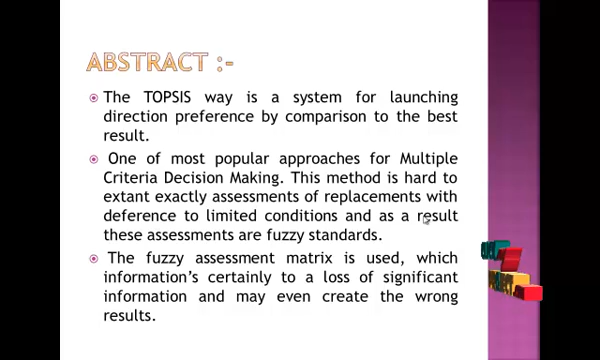 ABSTRACT :-
The TOPSIS way is a system for launching
direction preference by comparison to the best
result.
One of most popular approaches for Multiple
Criteria Decision Making. This method is hard to
extant exactly assessments of replacements with
deference to limited conditions and as a result
these assessments are fuzzy standards.
The fuzzy assessment matrix is used, which
information's certainly to a loss of significant
information and may even create the wrong
results.